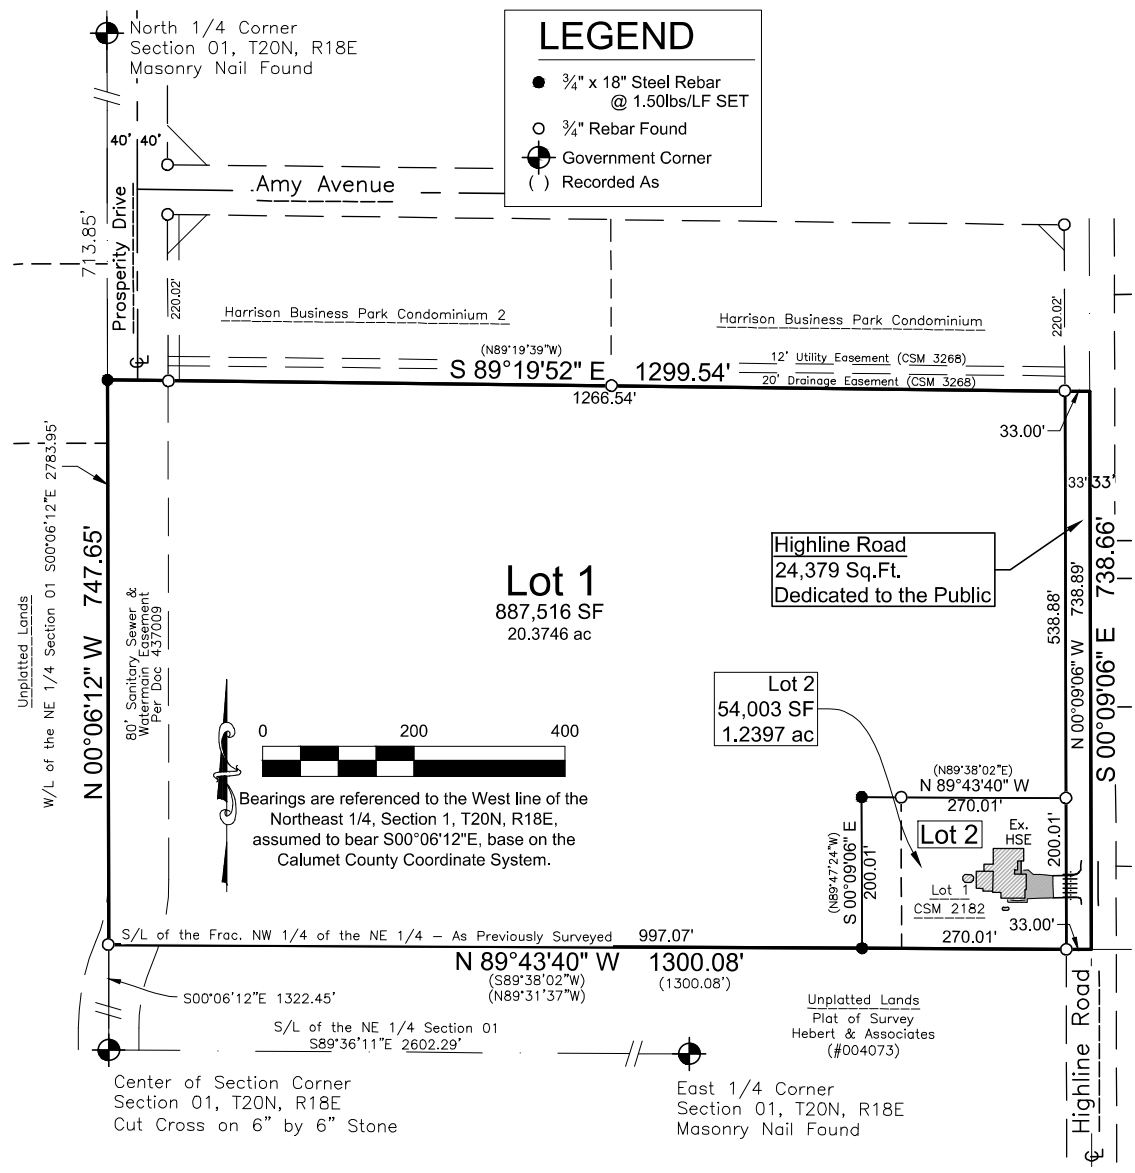 North 1/4 Corner
Section 01, T20N, R18E
Masonry Nail Found
LEGEND
3/4" x 18" Steel Rebar
@ 1.50lbs/LF SET
3/4" Rebar Found
Government Corner
( ) Recorded As
40' 40'
Amy Avenue
713.85'
Prosperity Drive
220.02'
220.02'
Harrison Business Park Condominium 2
Harrison Business Park Condominium
(N89°19'39"W)
S 89°19'52" E 1299.54'
1266.54'
12' Utility Easement (CSM 3268)
20' Drainage Easement (CSM 3268)
33.00'
33' 33'
Unplatted Lands
W/L of the NE 1/4 Section 01 S00°06'12"E 2783.95'
N 00°06'12" W 747.65'
80' Sanitary Sewer &
Watermain Easement
Per Doc 437009
Lot 1
887,516 SF
20.3746 ac
Highline Road
24,379 Sq.Ft.
Dedicated to the Public
538.88'
N 00°09'06" W 738.89'
S 00°09'06" E 738.66'
Lot 2
54,003 SF
1.2397 ac
0 200 400
Bearings are referenced to the West line of the
Northeast 1/4, Section 1, T20N, R18E,
assumed to bear S00°06'12"E, base on the
Calumet County Coordinate System.
(N89°38'02"E)
N 89°43'40" W
270.01'
(N89°47'24"W)
S 00°09'06" E
200.01'
Lot 2
Ex.
HSE
200.01'
Lot 1
CSM 2182
33.00'
270.01'
S/L of the Frac. NW 1/4 of the NE 1/4 - As Previously Surveyed 997.07'
N 89°43'40" W 1300.08'
(S89°38'02"W)
(N89°31'37"W)
(1300.08')
S00°06'12"E 1322.45'
S/L of the NE 1/4 Section 01
S89°36'11"E 2602.29'
Unplatted Lands
Plat of Survey
Hebert & Associates
(#004073)
Highline Road
Center of Section Corner
Section 01, T20N, R18E
Cut Cross on 6" by 6" Stone
East 1/4 Corner
Section 01, T20N, R18E
Masonry Nail Found